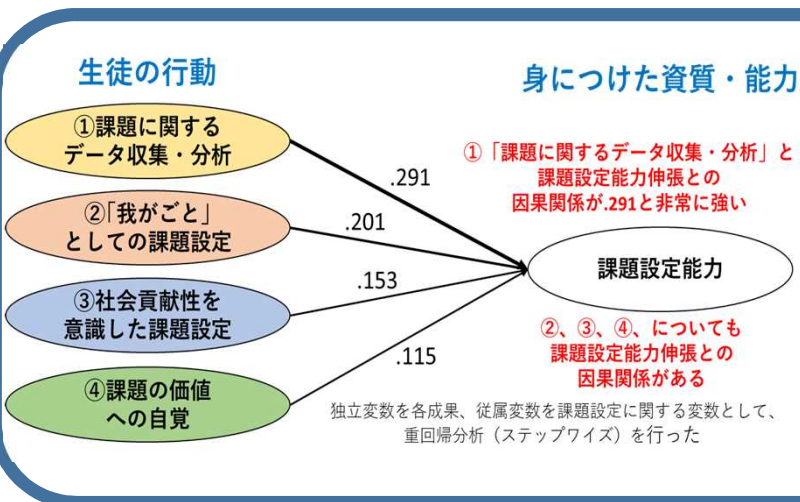 生徒の行動
身につけた資質・能力
①課題に関する
データ収集・分析
②「我がごと」
としての課題設定
③社会貢献性を
意識した課題設定
④課題の価値
への自覚
.291
.201
.153
.115
①「課題に関するデータ収集・分析」と
課題設定能力伸張との
因果関係が.291と非常に強い
課題設定能力
②、③、④、についても
課題設定能力伸張との
因果関係がある
独立変数を各成果、従属変数を課題設定に関する変数として、
重回帰分析（ステップワイズ）を行った